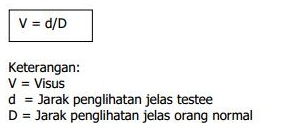 V = d/D
Keterangan:
V = Visus
d = Jarak penglihatan jelas testee
D = Jarak penglihatan jelas orang normal